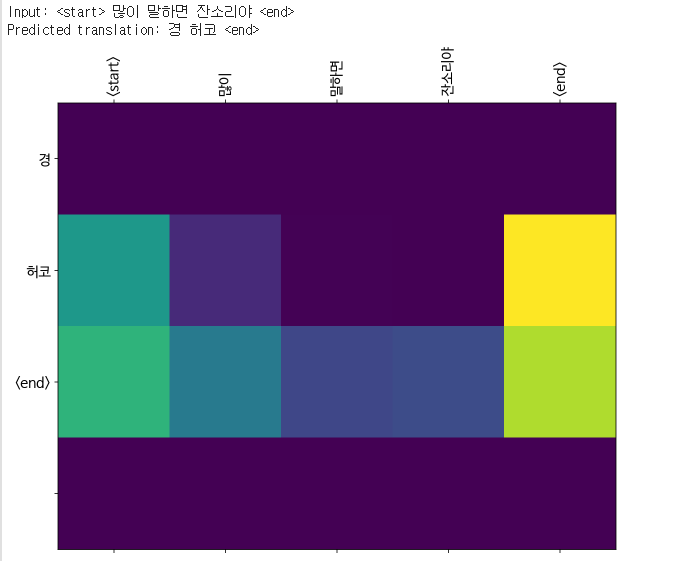 Input: <start> 많이 말하면 잔소리야 <end>
Predicted translation: 경 허코 <end>
<start>
많이
말하면
잔소리야
<end>
경
허코
<end>